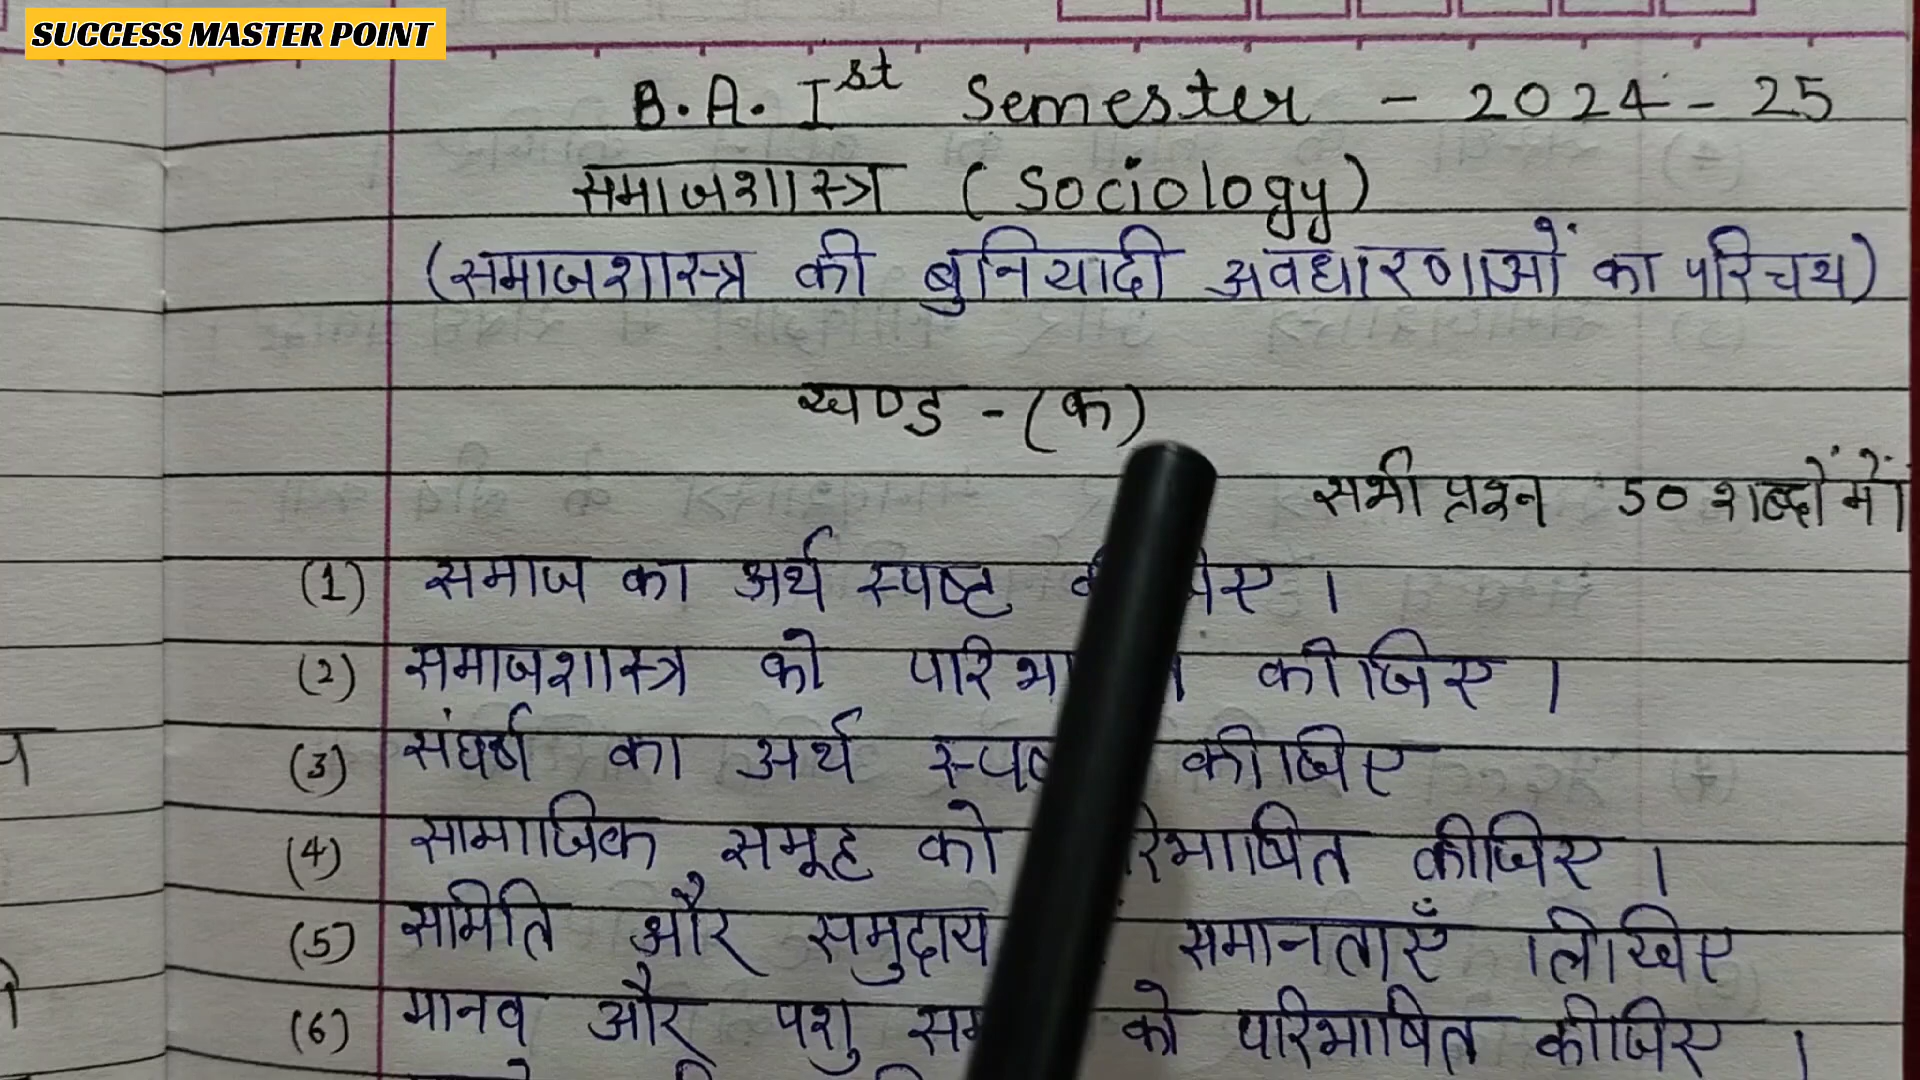 SUCCESS MASTER POINT
B.A. Ist Semester - 2024-25
समाजशास्त्र (Sociology)
(समाजशास्त्र की बुनियादी अवधारणाओं का परिचय)
खण्ड - (क)
सभी प्रश्न 50 शब्दों में।
(1) समाज का अर्थ स्पष्ट ।
(2) समाजशास्त्र को कीजिए ।
(3) संघर्ष का अर्थ कीजिए
(4) सामाजिक समूह को कीजिए ।
(5) समिति और समुदाय समानताएँ लिखिए
(6) मानव और पशु को परिभाषित कीजिए ।